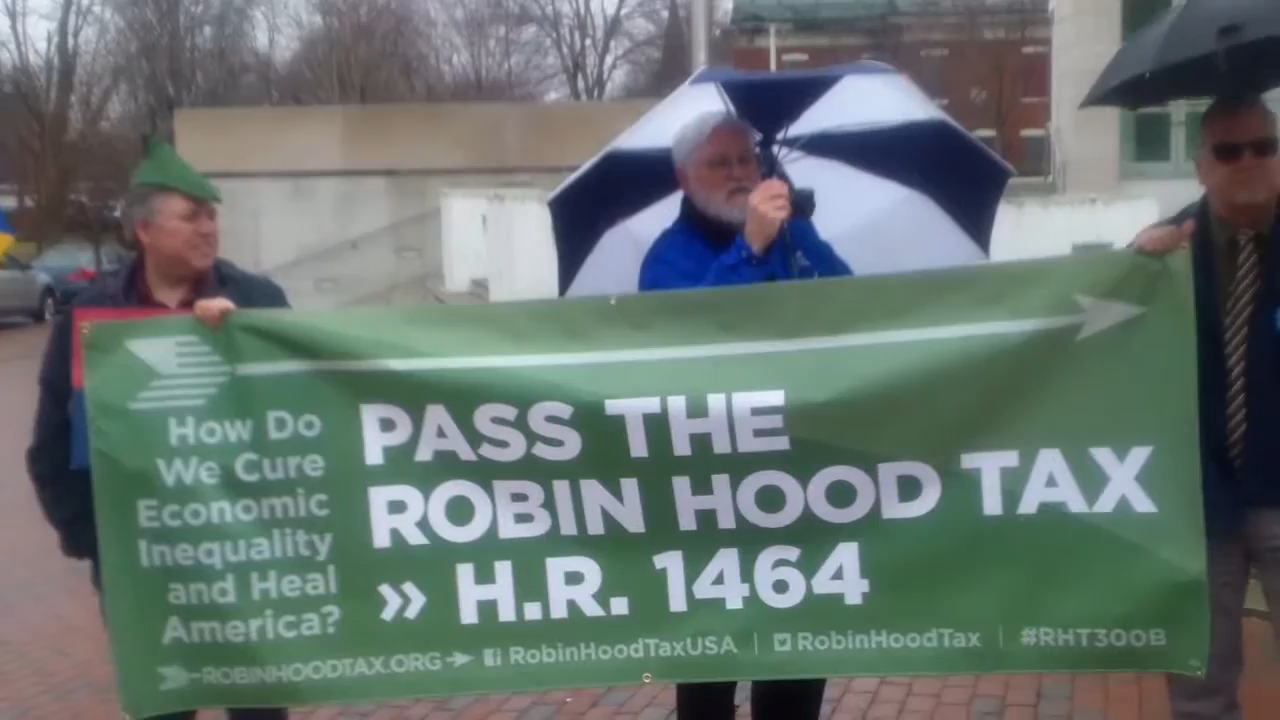 How Do
We Cure
Economic
Inequality
and Heal
America?
PASS THE
ROBIN HOOD TAX
» H.R. 1464
ROBINHOODTAX.ORG RobinHoodTaxUSA | RobinHoodTax | #RHT300B